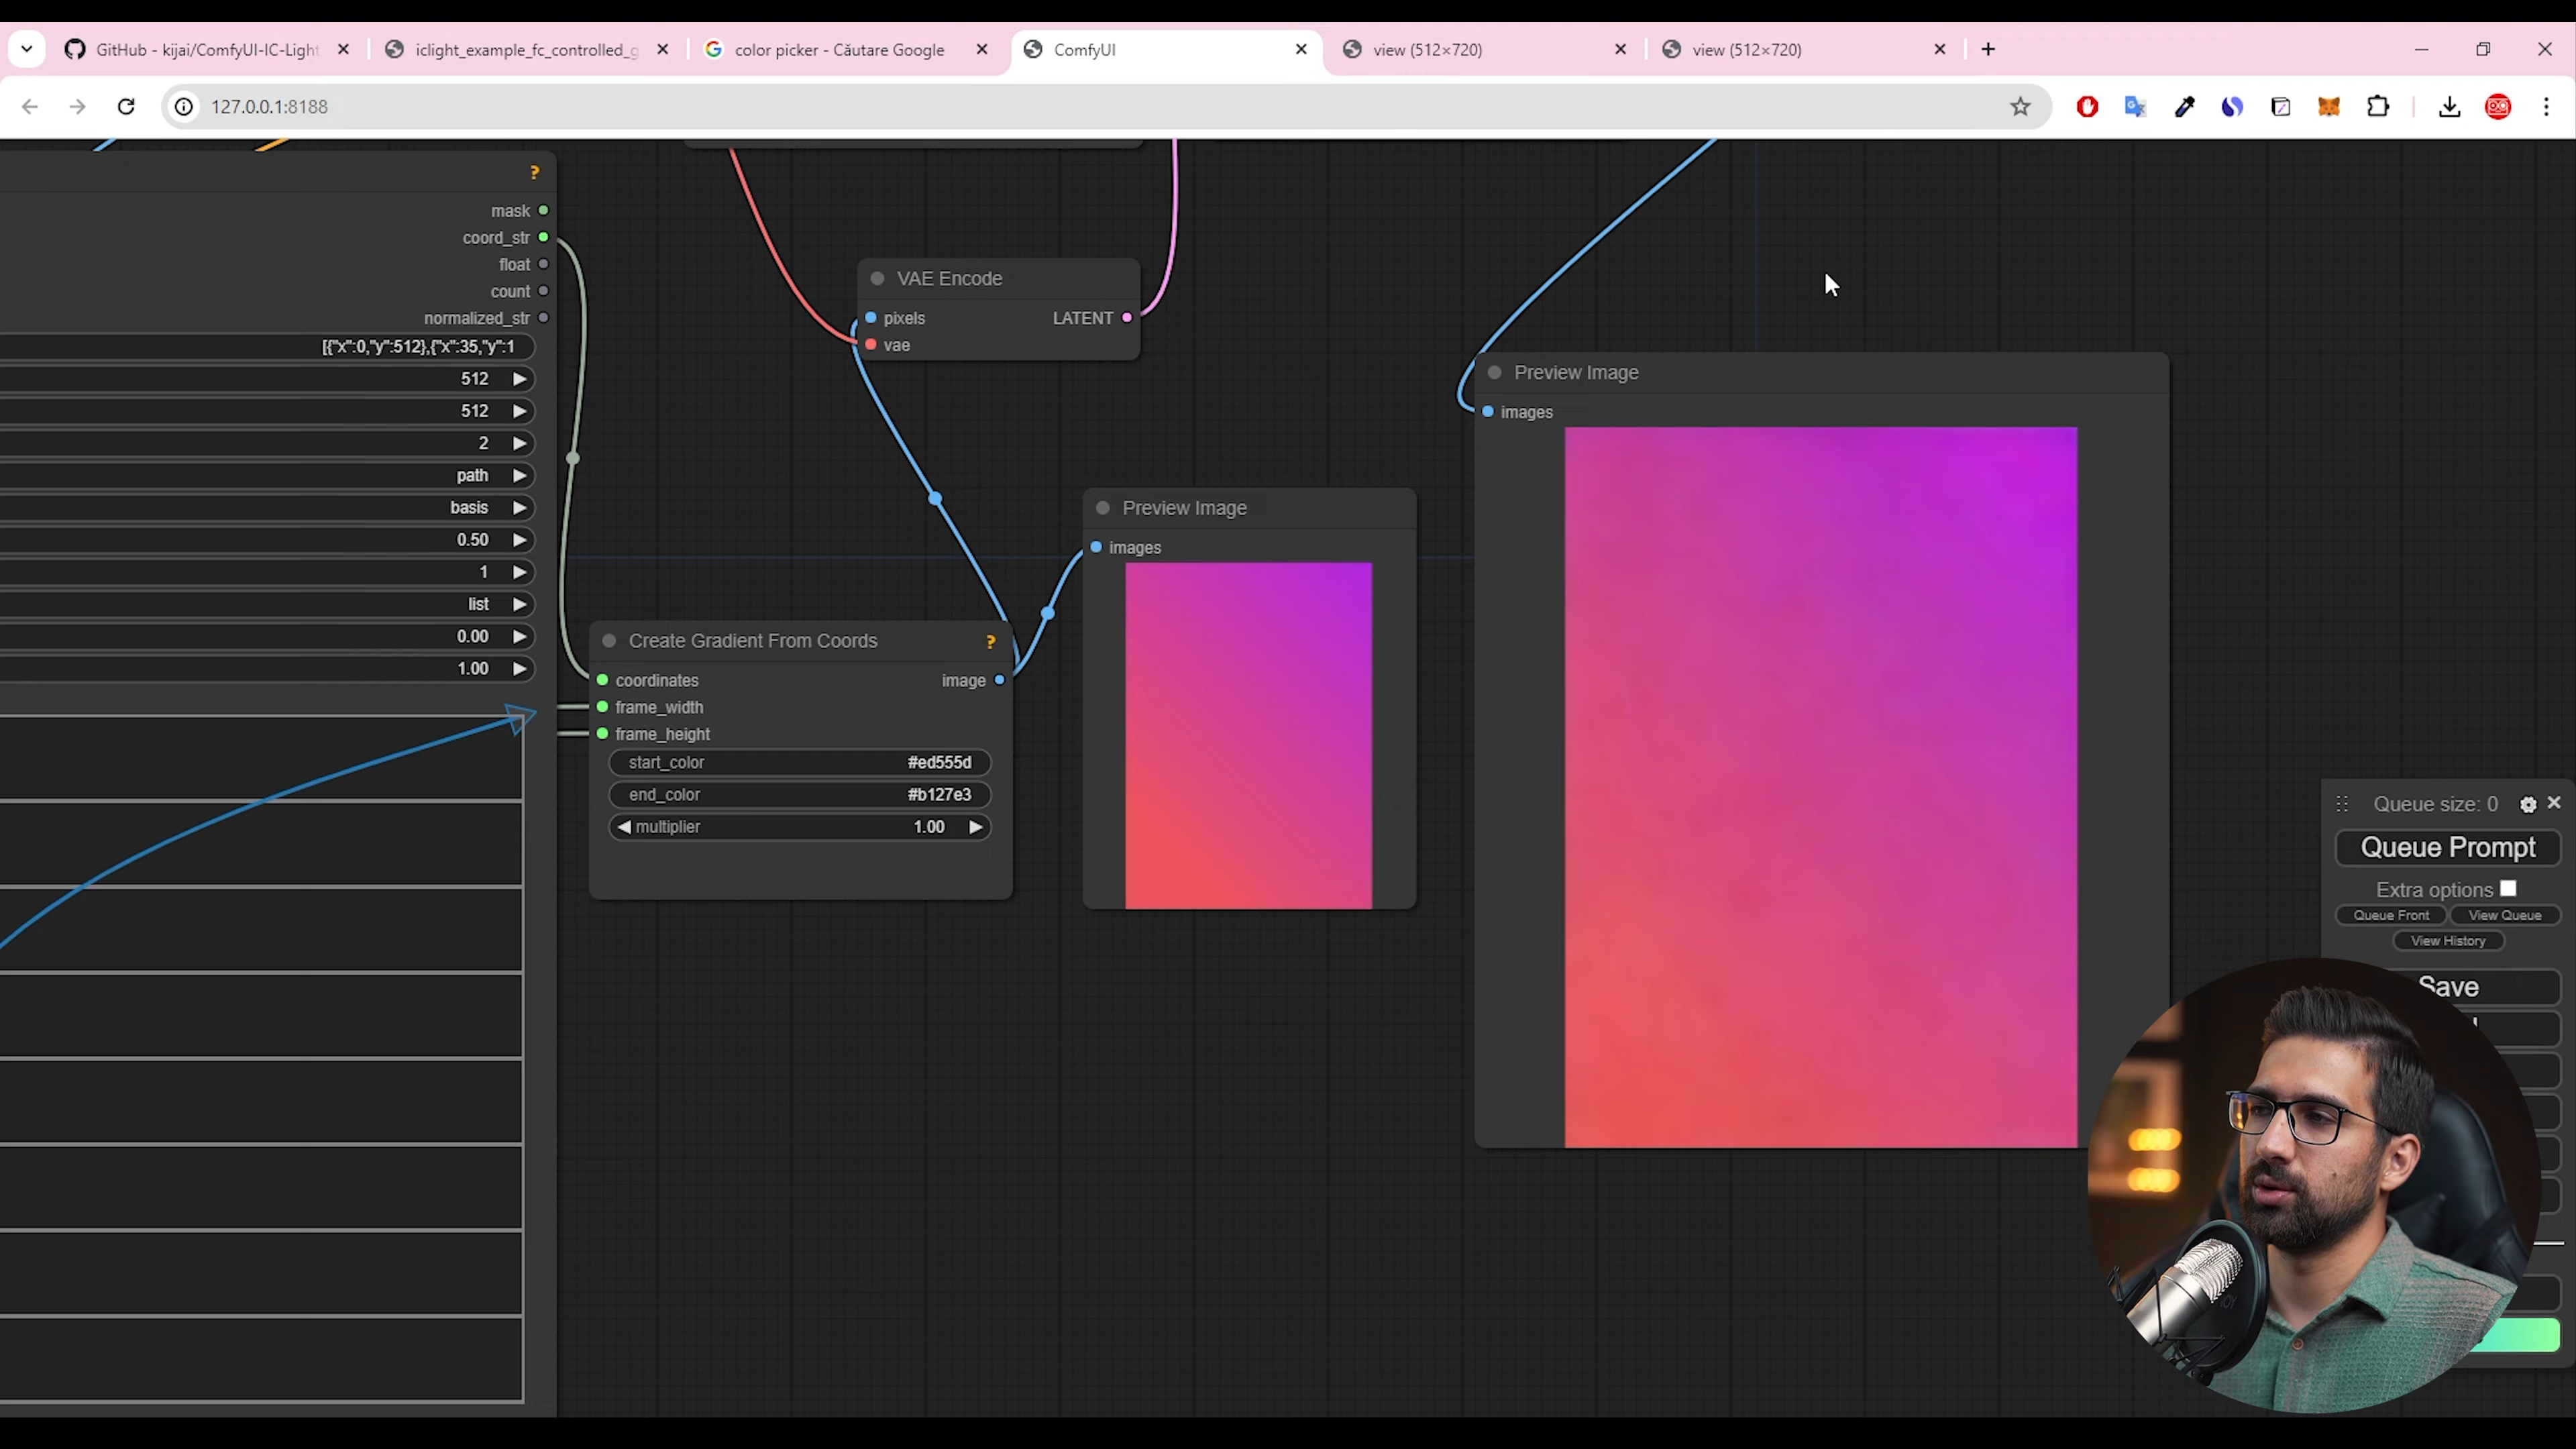 GitHub - kijai/ComfyUI-IC-Light
iclight_example_fc_controlled_g
color picker - Căutare Google
ComfyUI
view (512×720)
view (512×720)
127.0.0.1:8188
?
mask
coord_str
float
count
normalized_str
[{"x":0,"y":512},{"x":35,"y":1
512
512
2
path
basis
0.50
1
list
0.00
1.00
VAE Encode
pixels
LATENT
vae
Preview Image
images
Preview Image
images
Create Gradient From Coords
?
coordinates
image
frame_width
frame_height
start_color
#ed555d
end_color
#b127e3
multiplier
1.00
Queue size: 0
Queue Prompt
Extra options
Queue Front
View Queue
View History
Save